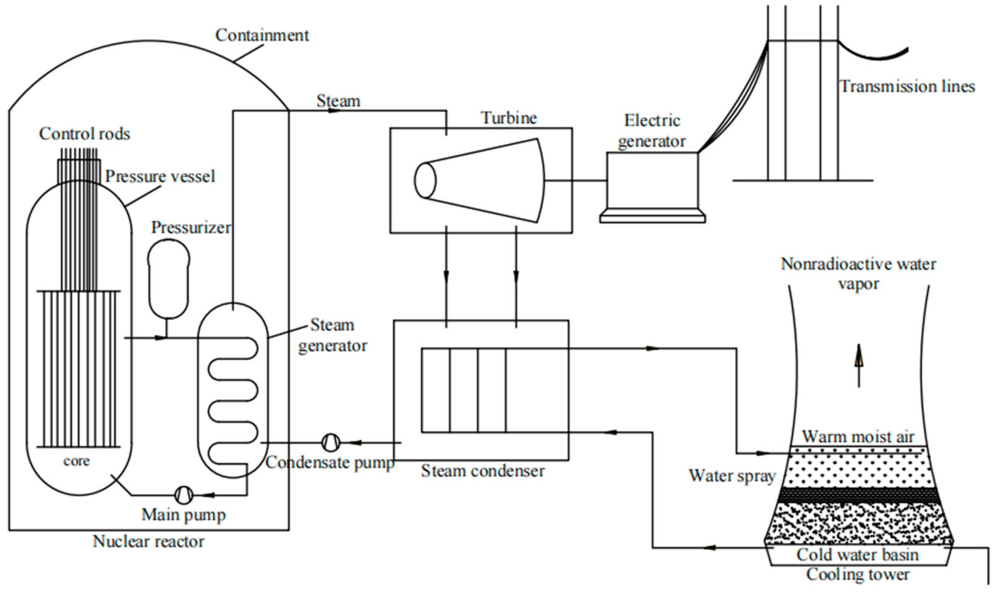 Containment
Transmission lines
Steam
Turbine
Electric
generator
Control rods
Pressure vessel
Pressurizer
Nonradioactive water
vapor
Steam
generator
Warm moist air
core
Condensate pump
Steam condenser
Water spray
Main pump
Nuclear reactor
Cold water basin
Cooling tower